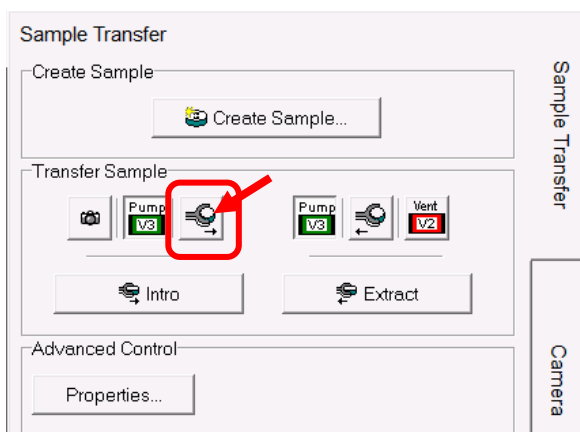 Sample Transfer
Create Sample
Create Sample...
Transfer Sample
Pump
V3
Pump
V3
Vent
V2
Intro
Extract
Advanced Control
Properties...
Sample Transfer
Camera